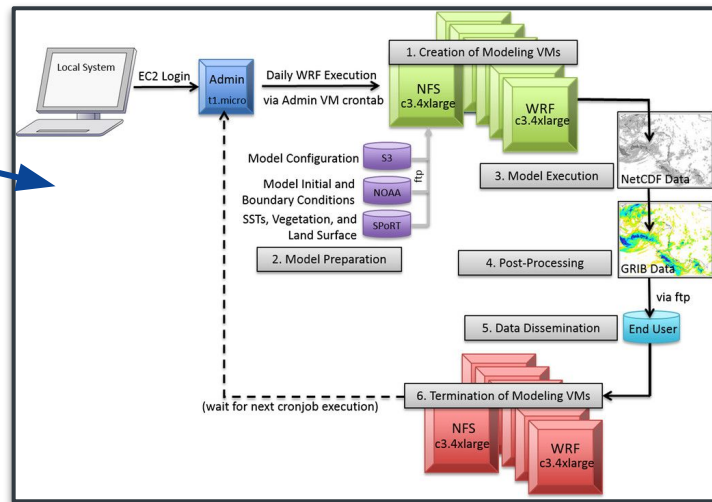 Local System
EC2 Login
Admin
t1.micro
Daily WRF Execution
via Admin VM crontab
1. Creation of Modeling VMs
NFS
c3.4xlarge
WRF
c3.4xlarge
Model Configuration
S3
Model Initial and
Boundary Conditions
NOAA
SSTs, Vegetation, and
Land Surface
SPoRT
ftp
2. Model Preparation
3. Model Execution
NetCDF Data
4. Post-Processing
GRIB Data
via ftp
5. Data Dissemination
End User
6. Termination of Modeling VMs
(wait for next cronjob execution)
NFS
c3.4xlarge
WRF
c3.4xlarge